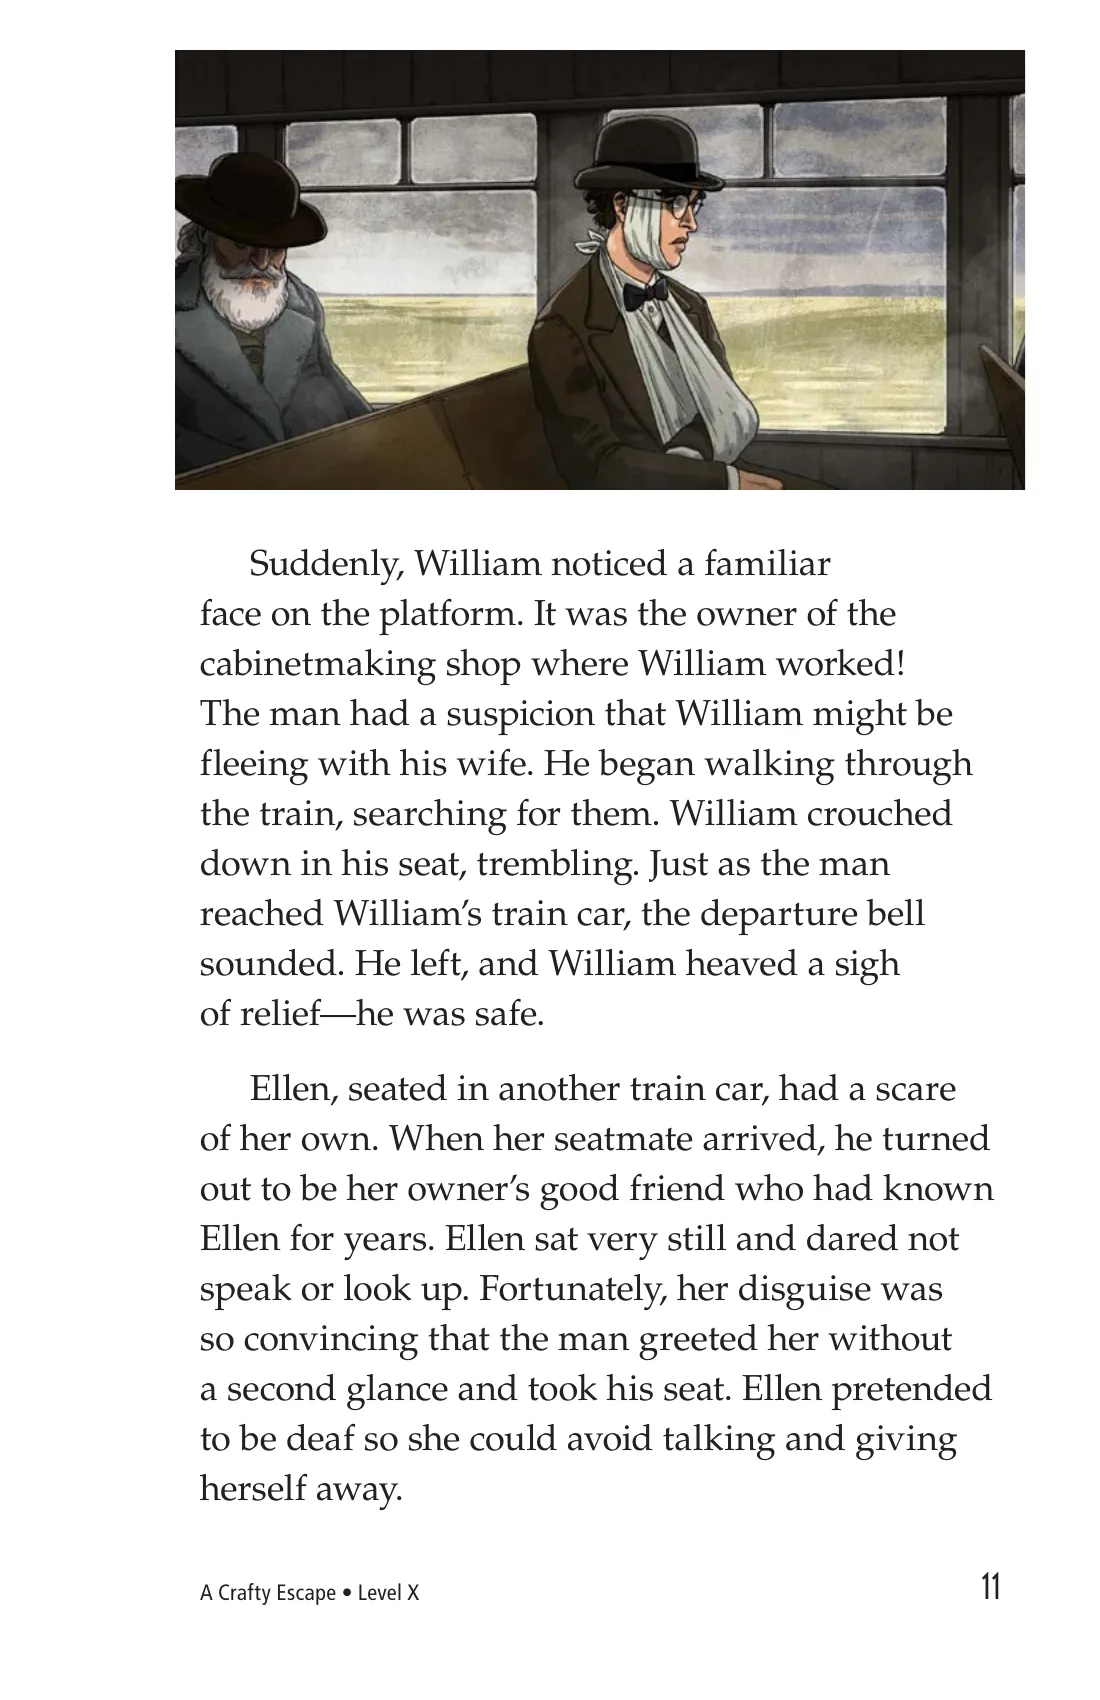 Suddenly, William noticed a familiar
face on the platform. It was the owner of the
cabinetmaking shop where William worked!
The man had a suspicion that William might be
fleeing with his wife. He began walking through
the train, searching for them. William crouched
down in his seat, trembling. Just as the man
reached William’s train car, the departure bell
sounded. He left, and William heaved a sigh
of relief—he was safe.
Ellen, seated in another train car, had a scare
of her own. When her seatmate arrived, he turned
out to be her owner’s good friend who had known
Ellen for years. Ellen sat very still and dared not
speak or look up. Fortunately, her disguise was
so convincing that the man greeted her without
a second glance and took his seat. Ellen pretended
to be deaf so she could avoid talking and giving
herself away.
A Crafty Escape • Level X
11